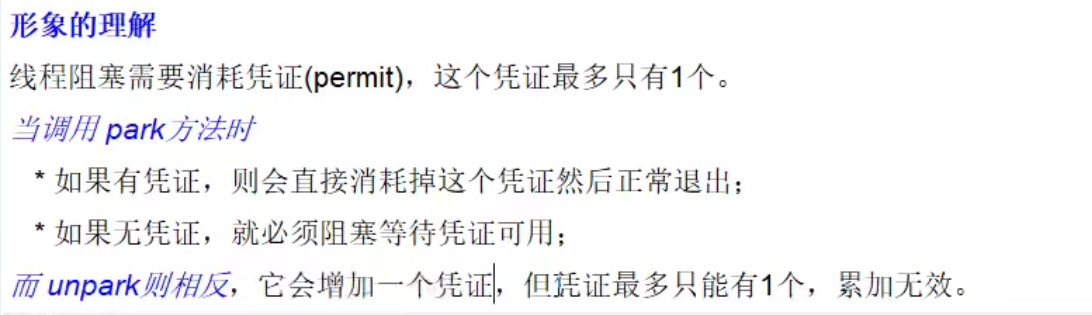 形象的理解
线程阻塞需要消耗凭证(permit)，这个凭证最多只有1个。
当调用 park方法时
* 如果有凭证，则会直接消耗掉这个凭证然后正常退出；
* 如果无凭证，就必须阻塞等待凭证可用；
而 unpark则相反，它会增加一个凭证，但凭证最多只能有1个，累加无效。